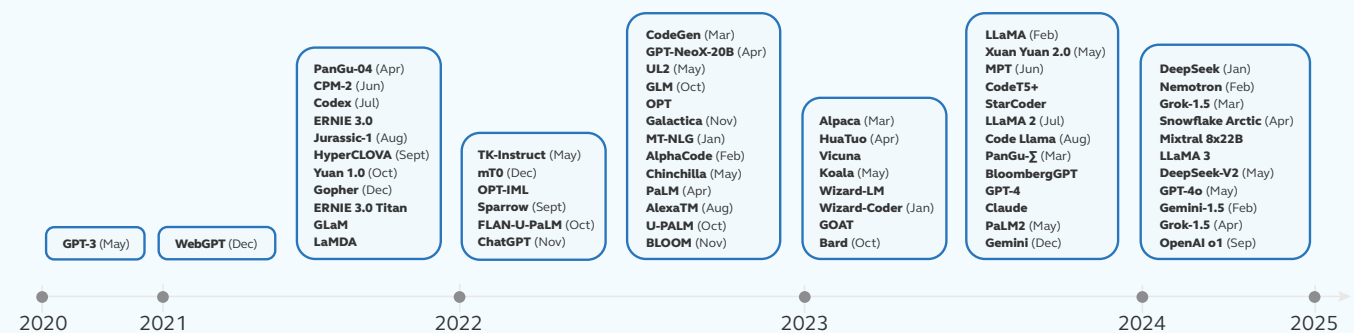 GPT-3 (May)
WebGPT (Dec)
PanGu-04 (Apr)
CPM-2 (Jun)
Codex (Jul)
ERNIE 3.0
Jurassic-1 (Aug)
HyperCLOVA (Sept)
Yuan 1.0 (Oct)
Gopher (Dec)
ERNIE 3.0 Titan
GLaM
LaMDA
TK-Instruct (May)
mT0 (Dec)
OPT-IML
Sparrow (Sept)
FLAN-U-PaLM (Oct)
ChatGPT (Nov)
CodeGen (Mar)
GPT-NeoX-20B (Apr)
UL2 (May)
GLM (Oct)
OPT
Galactica (Nov)
MT-NLG (Jan)
AlphaCode (Feb)
Chinchilla (May)
PaLM (Apr)
AlexaTM (Aug)
U-PALM (Oct)
BLOOM (Nov)
Alpaca (Mar)
HuaTuo (Apr)
Vicuna
Koala (May)
Wizard-LM
Wizard-Coder (Jan)
GOAT
Bard (Oct)
LLaMA (Feb)
Xuan Yuan 2.0 (May)
MPT (Jun)
CodeT5+
StarCoder
LLaMA 2 (Jul)
Code Llama (Aug)
PanGu-∑ (Mar)
BloombergGPT
GPT-4
Claude
PaLM2 (May)
Gemini (Dec)
DeepSeek (Jan)
Nemotron (Feb)
Grok-1.5 (Mar)
Snowflake Arctic (Apr)
Mixtral 8x22B
LLaMA 3
DeepSeek-V2 (May)
GPT-4o (May)
Gemini-1.5 (Feb)
Grok-1.5 (Apr)
OpenAI o1 (Sep)
2020
2021
2022
2023
2024
2025